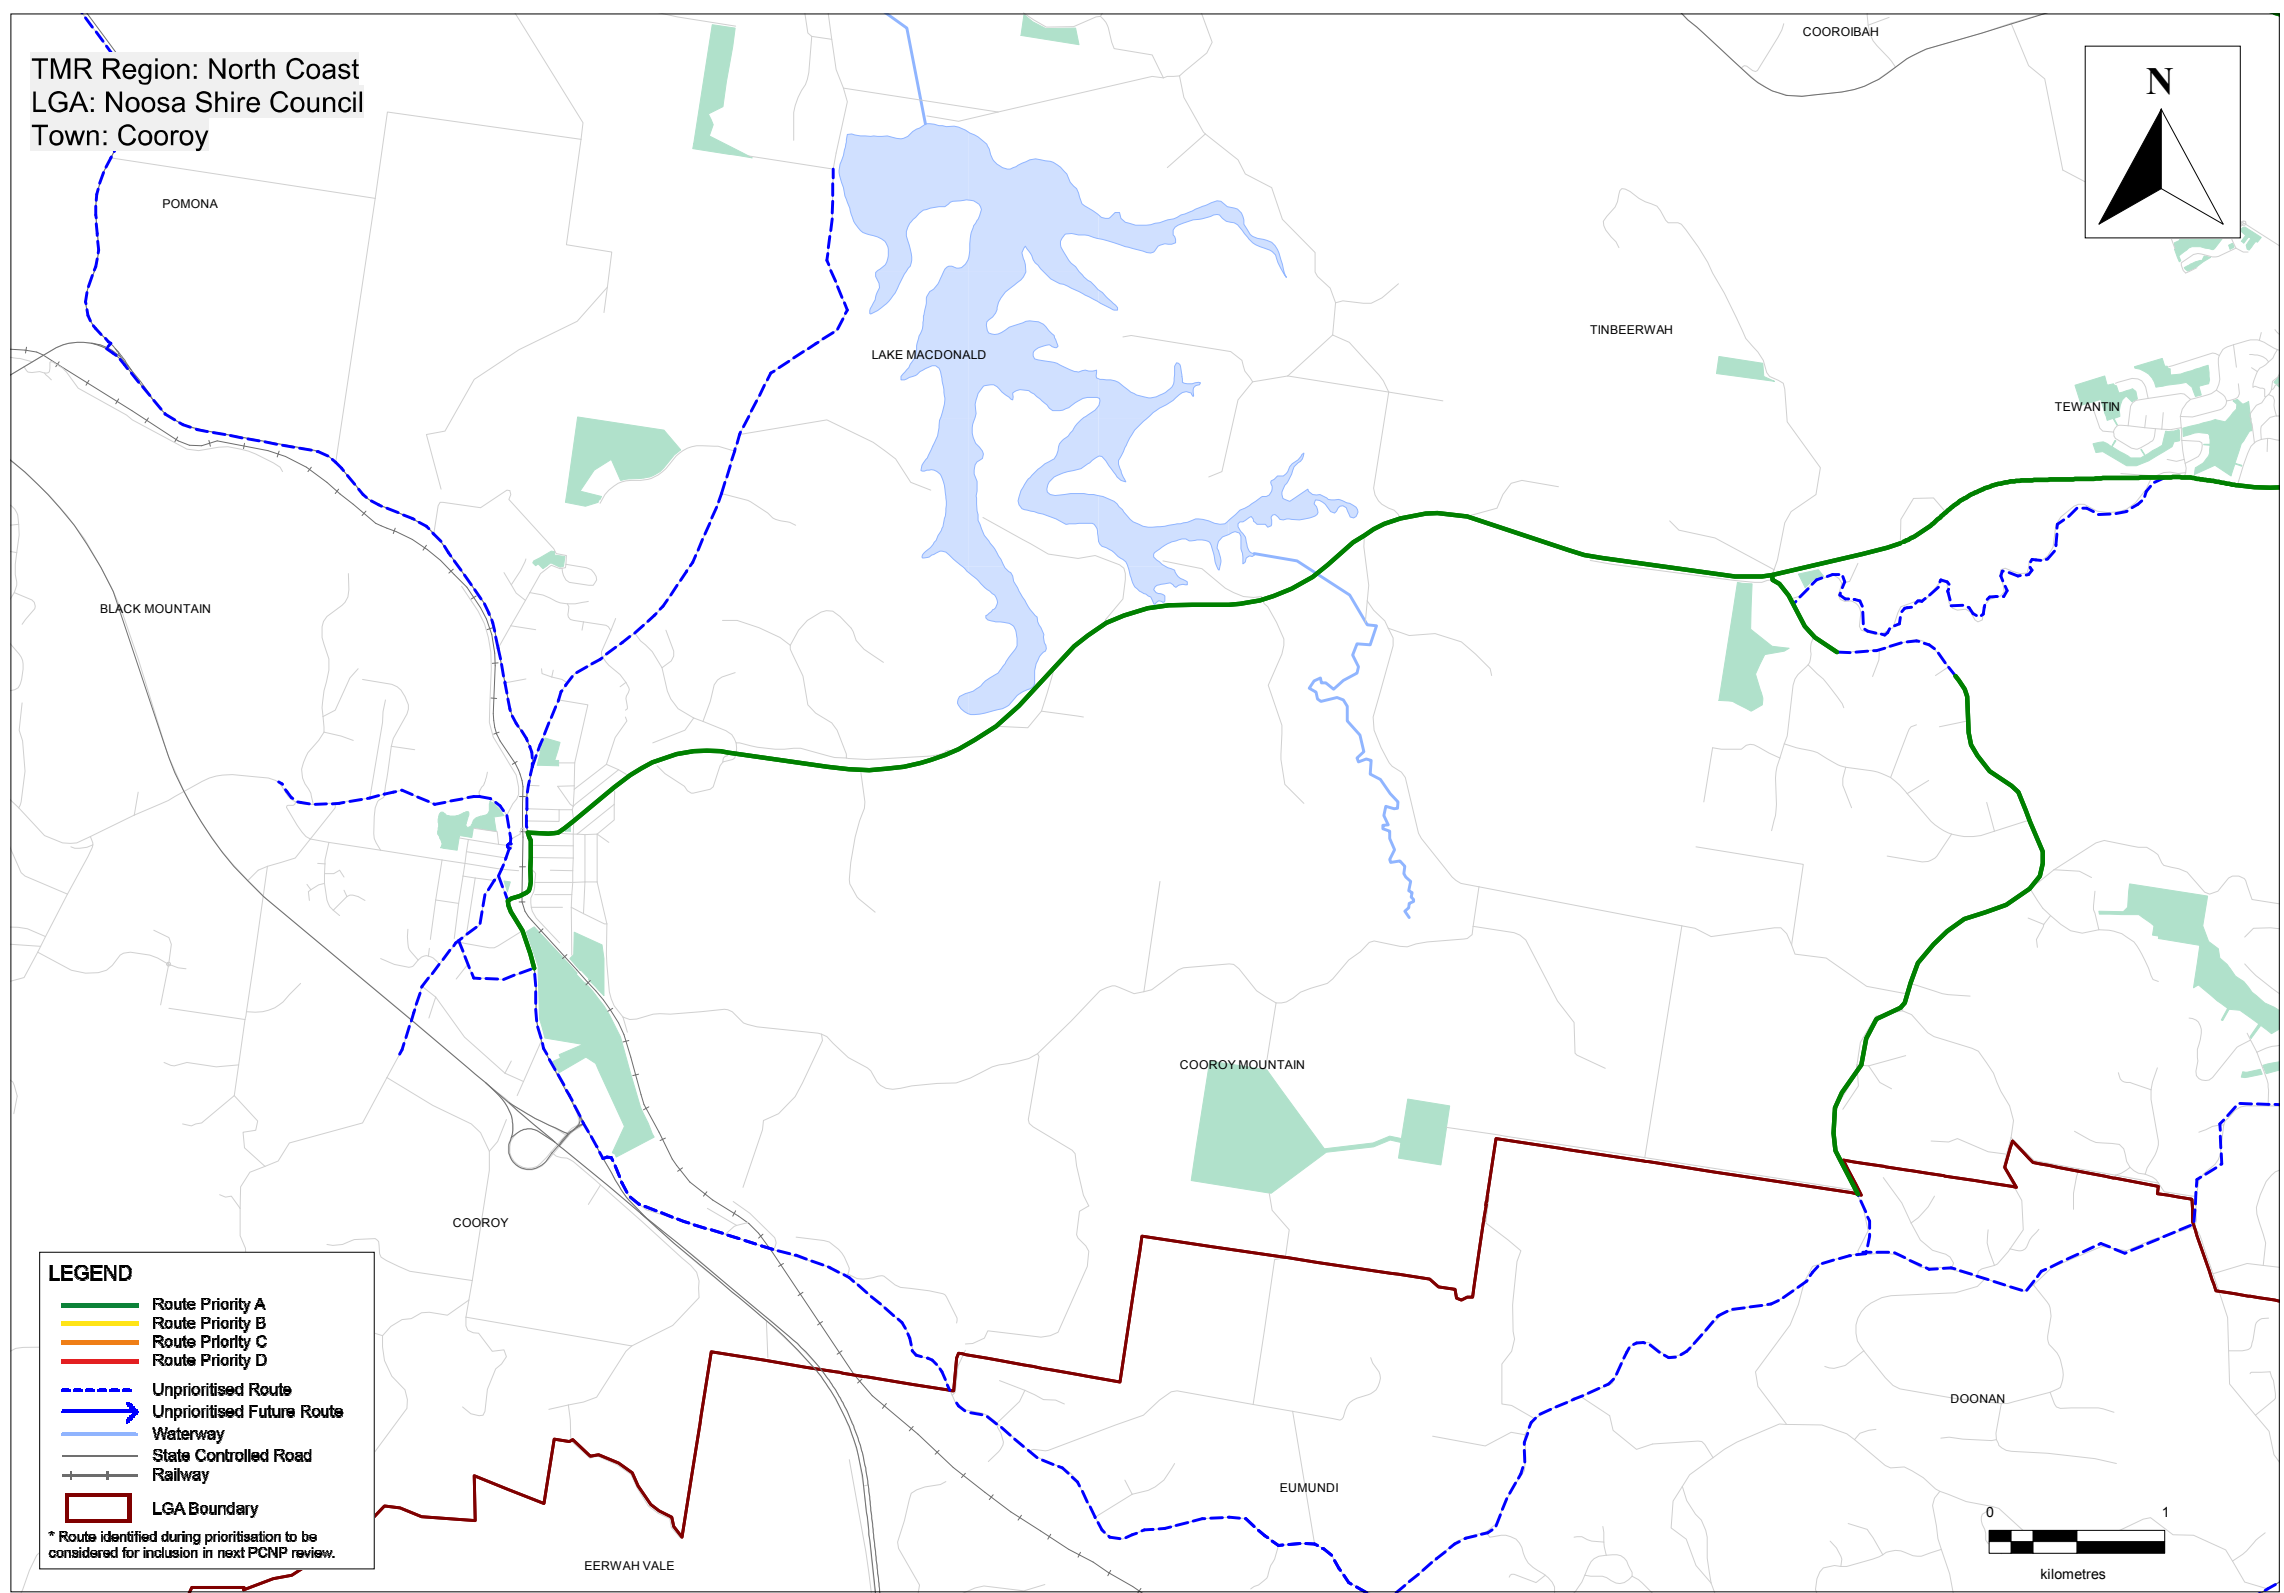 TMR Region: North Coast
LGA: Noosa Shire Council
Town: Cooroy
COOROIBAH
N
POMONA
TINBEERWAH
LAKE MACDONALD
TEWANTIN
BLACK MOUNTAIN
COOROY MOUNTAIN
COOROY
DOONAN
EUMUNDI
EERWAH VALE
LEGEND
Route Priority A
Route Priority B
Route Priority C
Route Priority D
Unprioritised Route
Unprioritised Future Route
Waterway
State Controlled Road
Railway
LGA Boundary
* Route identified during prioritisation to be
considered for inclusion in next PCNP review.
0 1
kilometres